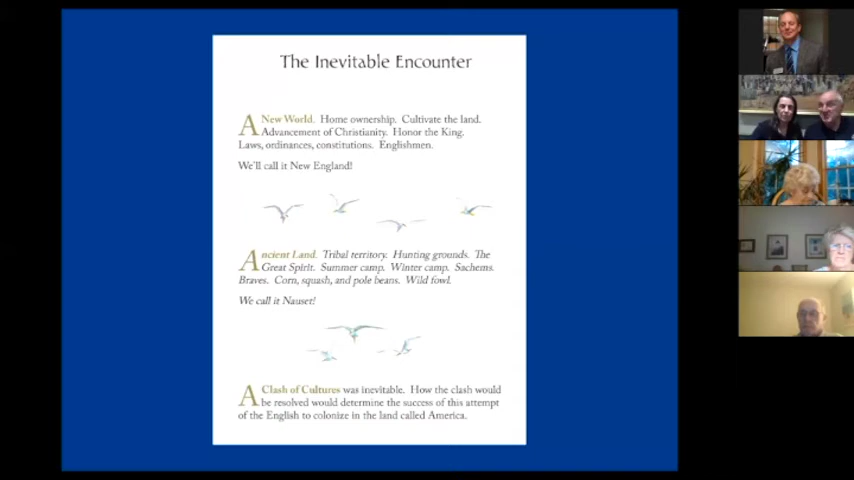 The Inevitable Encounter
A New World. Home ownership. Cultivate the land.
Advancement of Christianity. Honor the King.
Laws, ordinances, constitutions. Englishmen.
We'll call it New England!
Ancient Land. Tribal territory. Hunting grounds. The
Great Spirit. Summer camp. Winter camp. Sachems.
Braves. Corn, squash, and pole beans. Wild fowl.
We call it Nauset!
A Clash of Cultures was inevitable. How the clash would
be resolved would determine the success of this attempt
of the English to colonize in the land called America.